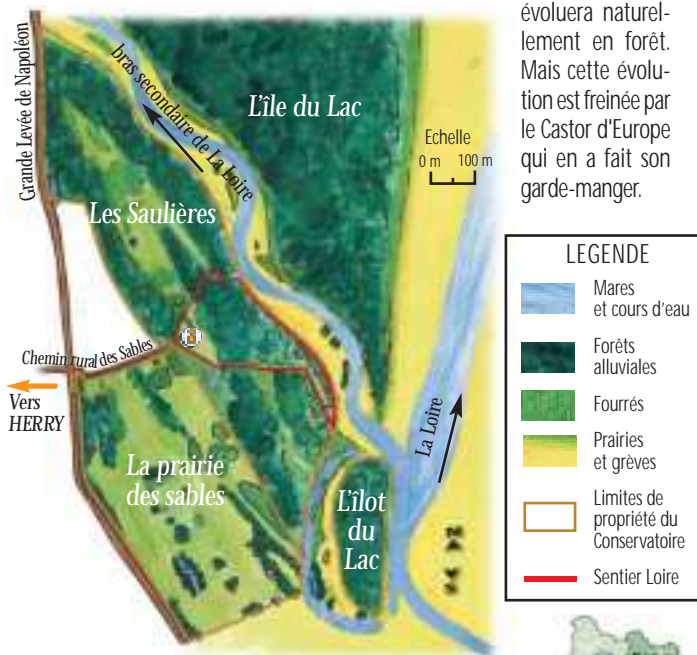 évoluera naturel-
lement en forêt.
Mais cette évolu-
tion est freinée par
le Castor d'Europe
qui en a fait son
garde-manger.
Grande Levée de Napoléon
bras secondaire de La Loire
L'île du Lac
Echelle
0 m 100 m
Les Saulières
Chemin rural des Sables
Vers
HERRY
La prairie
des sables
La Loire
L'îlot
du
Lac
LEGENDE
Mares
et cours d'eau
Forêts
alluviales
Fourrés
Prairies
et grèves
Limites de
propriété du
Conservatoire
Sentier Loire